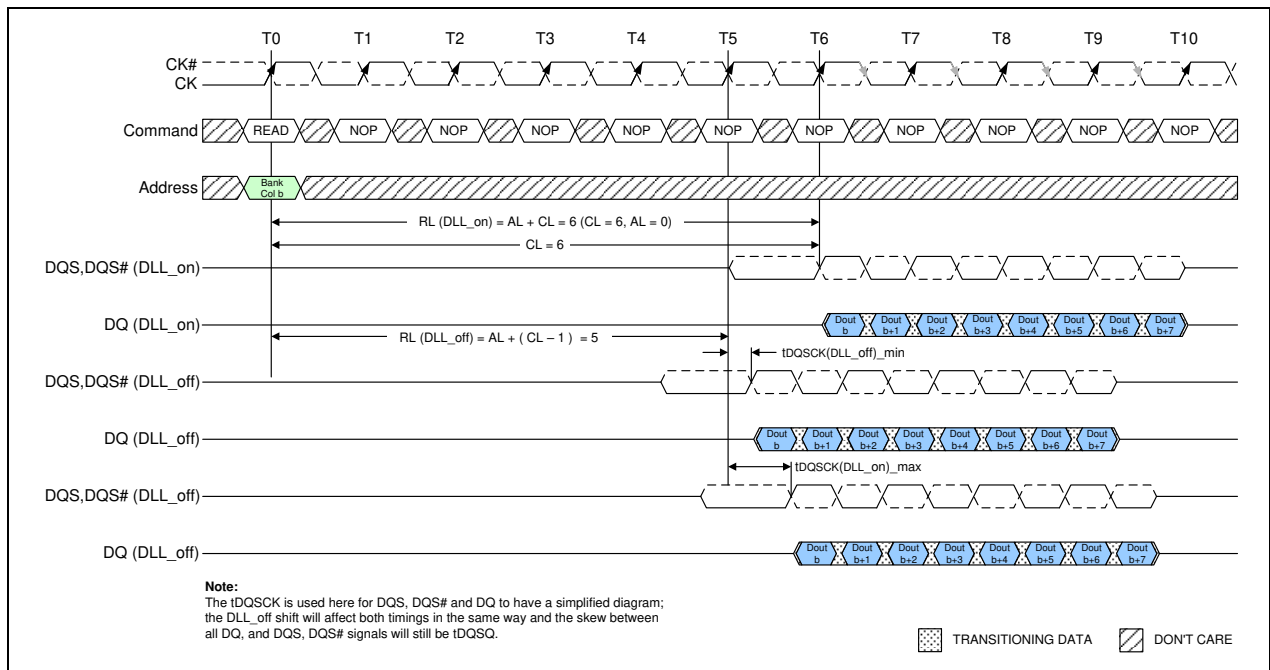 T0 T1 T2 T3 T4 T5 T6 T7 T8 T9 T10
CK#
CK
Command READ NOP NOP NOP NOP NOP NOP NOP NOP NOP NOP
Address Bank
Col b
RL (DLL_on) = AL + CL = 6 (CL = 6, AL = 0)
CL = 6
DQS,DQS# (DLL_on)
DQ (DLL_on) Dout b Dout b+1 Dout b+2 Dout b+3 Dout b+4 Dout b+5 Dout b+6 Dout b+7
RL (DLL_off) = AL + ( CL – 1 ) = 5
tDQSCK(DLL_off)_min
DQS,DQS# (DLL_off)
DQ (DLL_off) Dout b Dout b+1 Dout b+2 Dout b+3 Dout b+4 Dout b+5 Dout b+6 Dout b+7
tDQSCK(DLL_on)_max
DQS,DQS# (DLL_off)
DQ (DLL_off) Dout b Dout b+1 Dout b+2 Dout b+3 Dout b+4 Dout b+5 Dout b+6 Dout b+7
Note:
The tDQSCK is used here for DQS, DQS# and DQ to have a simplified diagram;
the DLL_off shift will affect both timings in the same way and the skew between
all DQ, and DQS, DQS# signals will still be tDQSQ.
TRANSITIONING DATA DON'T CARE